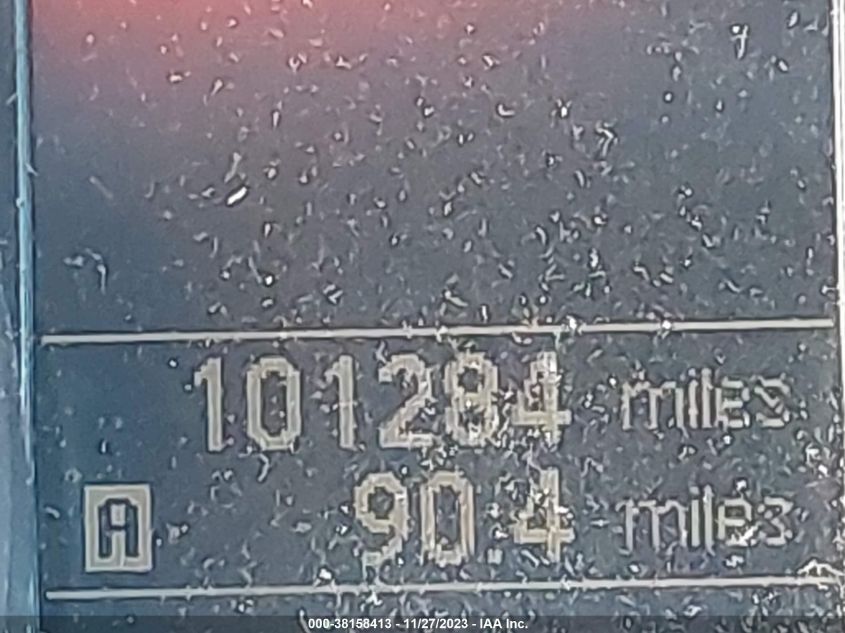 101284 miles
A 90.4 miles
000-38158413 - 11/27/2023 - IAA Inc.